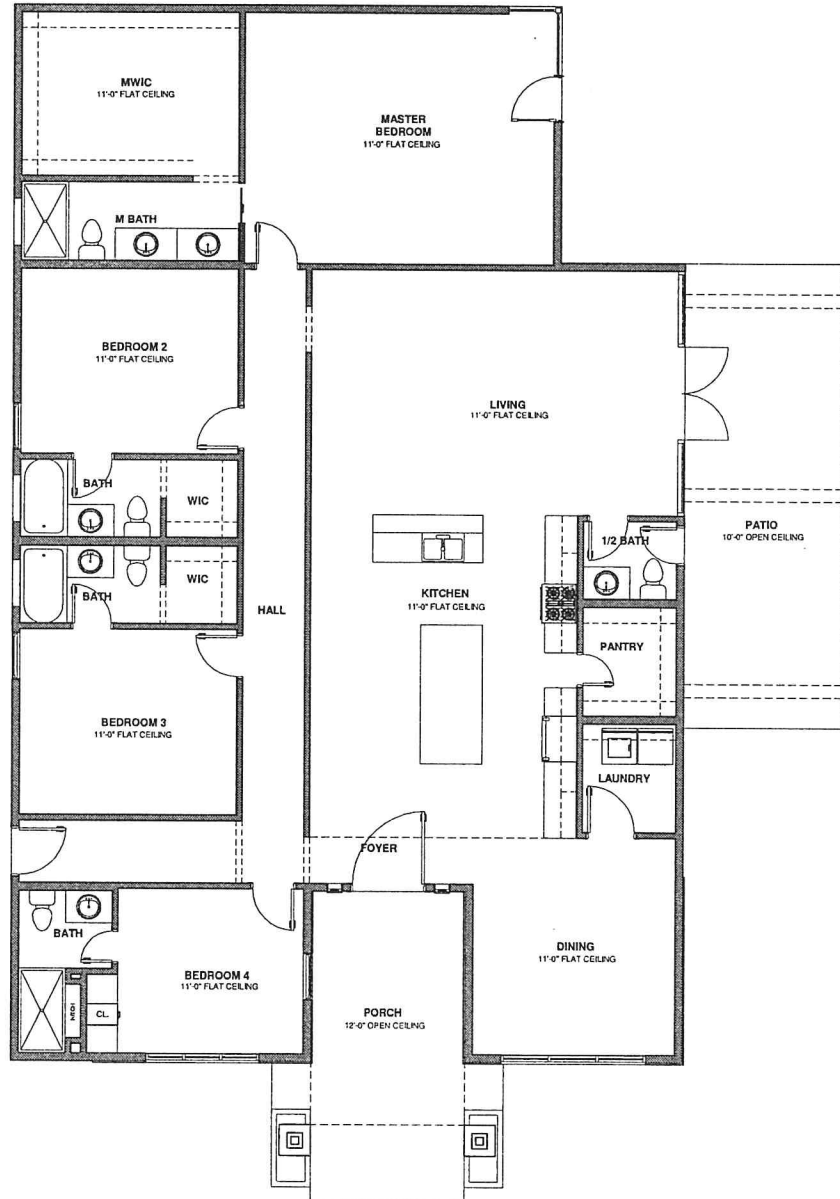 MWIC
11'-0" FLAT CEILING
MASTER
BEDROOM
11'-0" FLAT CEILING
M BATH
BEDROOM 2
11'-0" FLAT CEILING
LIVING
11'-0" FLAT CEILING
BATH
WIC
PATIO
10'-0" OPEN CEILING
1/2 BATH
KITCHEN
11'-0" FLAT CEILING
WIC
BATH
HALL
PANTRY
BEDROOM 3
11'-0" FLAT CEILING
LAUNDRY
FOYER
BATH
DINING
11'-0" FLAT CEILING
BEDROOM 4
11'-0" FLAT CEILING
MECH
CL.
PORCH
12'-0" OPEN CEILING